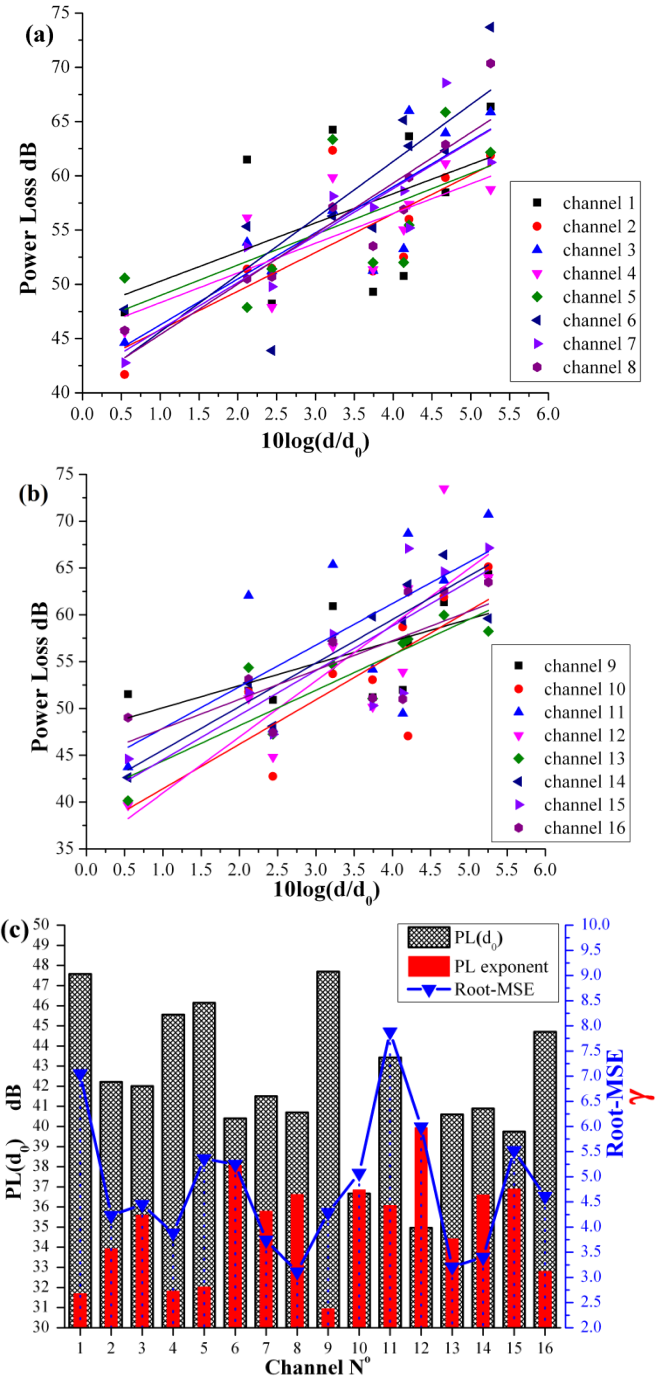 (a)
75
70
65
60
55
50
45
40
Power Loss dB
0.0 0.5 1.0 1.5 2.0 2.5 3.0 3.5 4.0 4.5 5.0 5.5 6.0
10log(d/d0)
channel 1
channel 2
channel 3
channel 4
channel 5
channel 6
channel 7
channel 8
(b)
75
70
65
60
55
50
45
40
35
Power Loss dB
0.0 0.5 1.0 1.5 2.0 2.5 3.0 3.5 4.0 4.5 5.0 5.5 6.0
10log(d/d0)
channel 9
channel 10
channel 11
channel 12
channel 13
channel 14
channel 15
channel 16
(c)
50
49
48
47
46
45
44
43
42
41
40
39
38
37
36
35
34
33
32
31
30
PL(d0) dB
PL(d0)
PL exponent
Root-MSE
10.0
9.5
9.0
8.5
8.0
7.5
7.0
6.5
6.0
5.5
5.0
4.5
4.0
3.5
3.0
2.5
2.0
Root-MSE
γ
1 2 3 4 5 6 7 8 9 10 11 12 13 14 15 16
Channel Nº